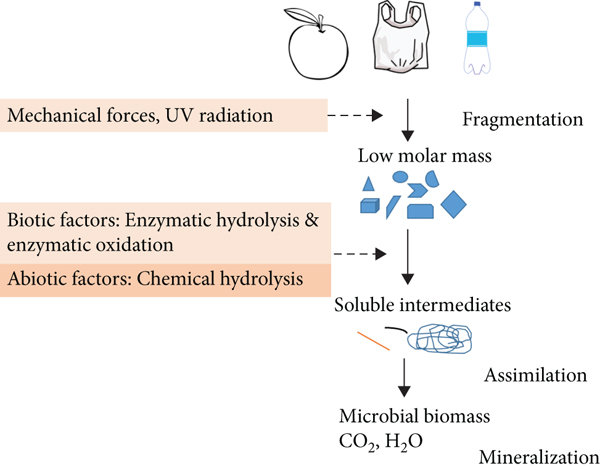 Mechanical forces, UV radiation
Fragmentation
Low molar mass
Biotic factors: Enzymatic hydrolysis &
enzymatic oxidation
Abiotic factors: Chemical hydrolysis
Soluble intermediates
Assimilation
Microbial biomass
CO₂, H₂O
Mineralization